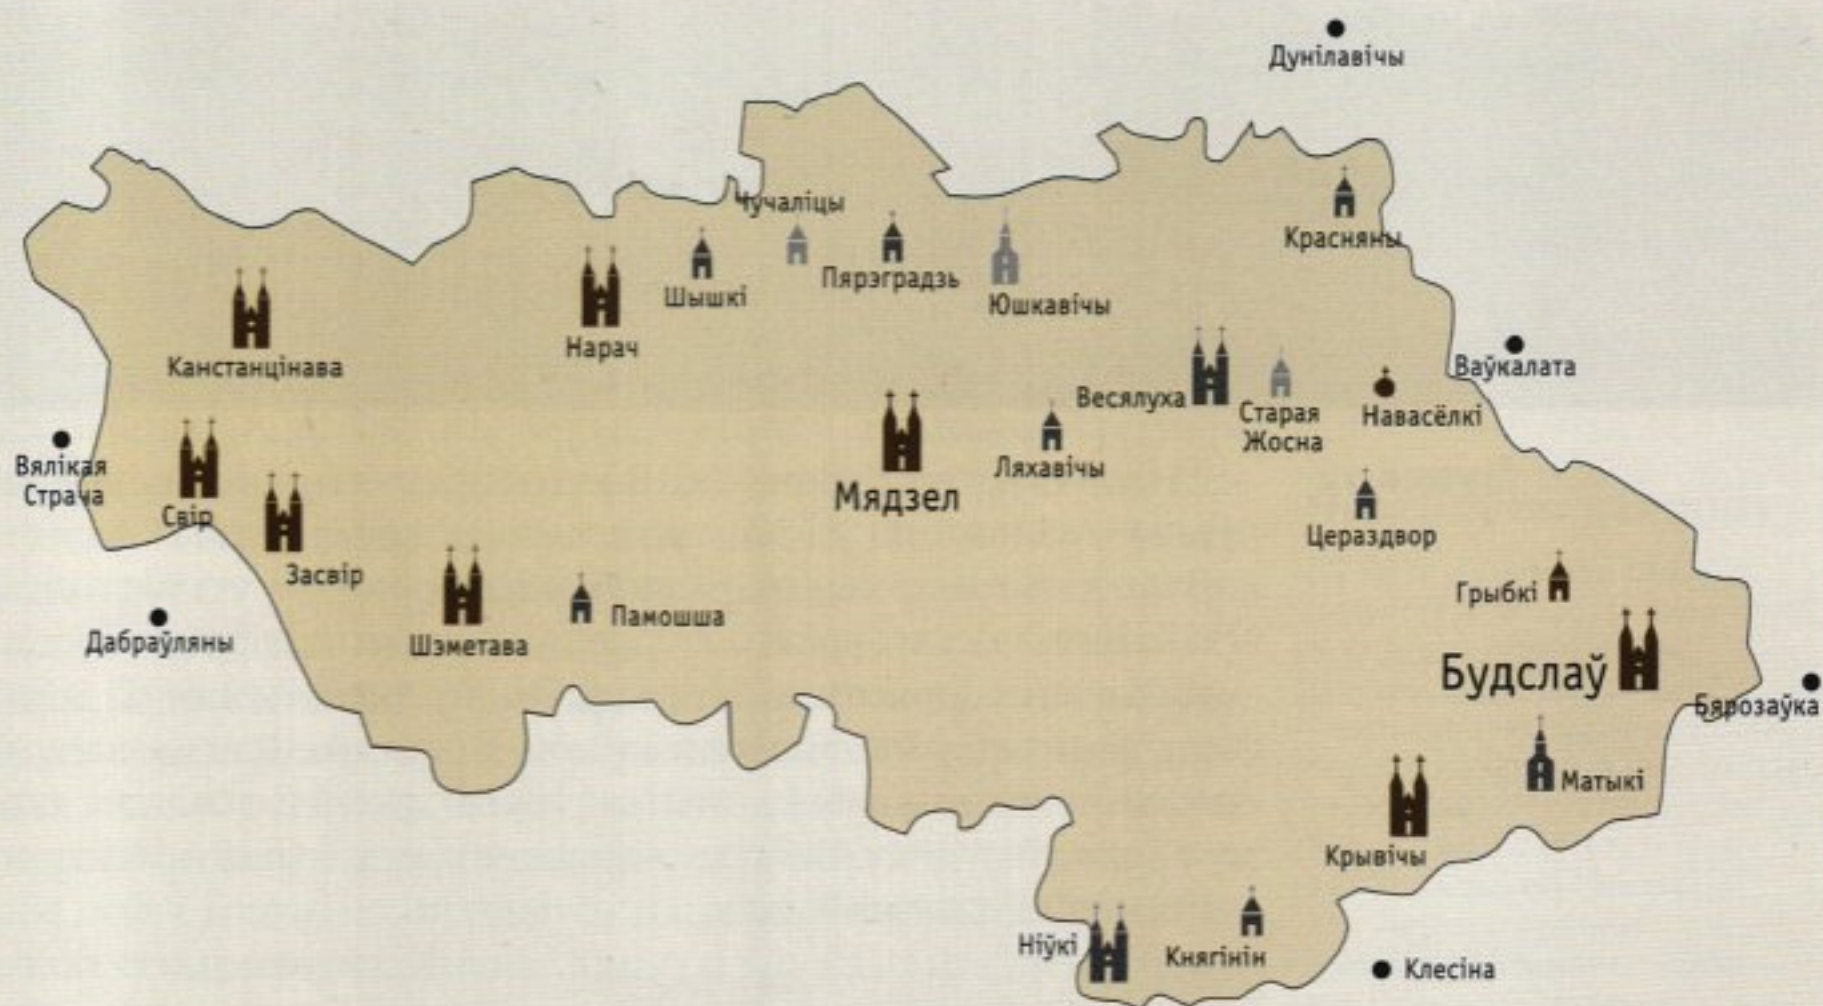 Дунілавічы
Чучаліцы
Красняны
Пярэградзь
Шышкі
Юшкавічы
Нарач
Канстанцінава
Ваўкалата
Весялуха
Старая
Жосна
Навасёлкі
Вялікая
Страча
Ляхавічы
Мядзел
Свір
Цераздвор
Засвір
Грыбкі
Памошша
Дабраўляны
Шэметава
Будслаў
Бярозаўка
Матыкі
Крывічы
Ніўкі
Княгінін
Клесіна